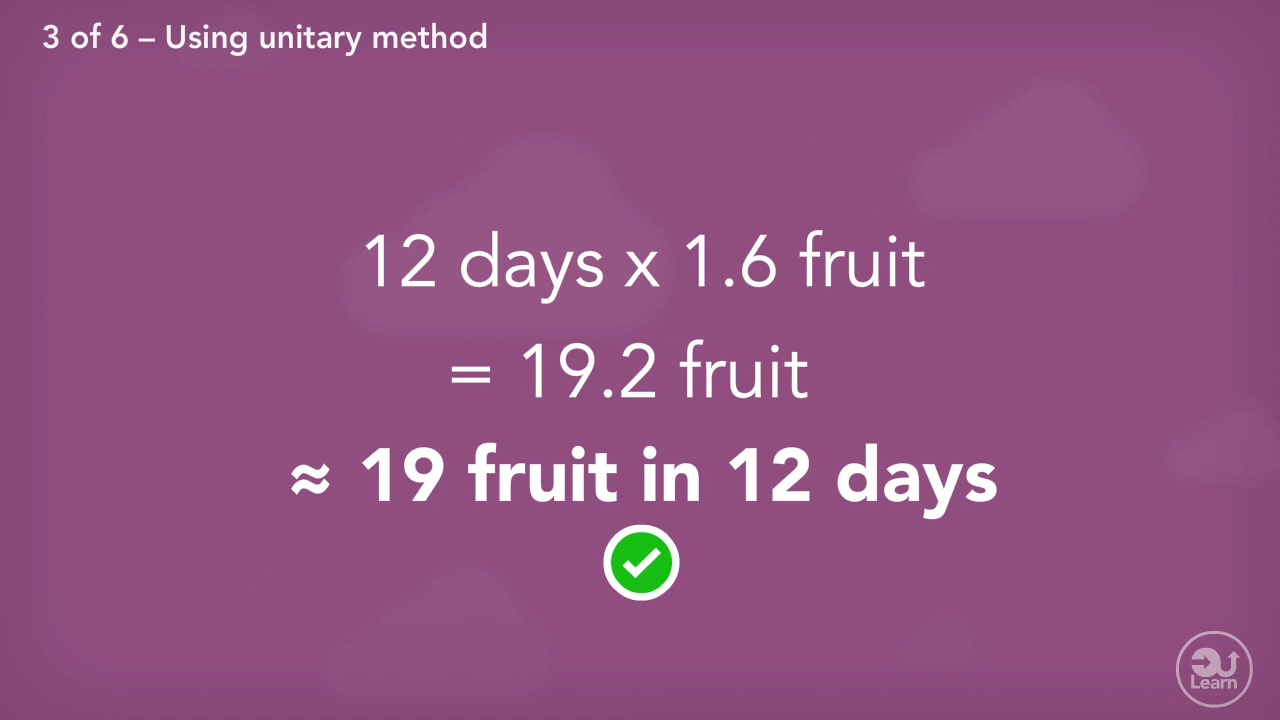 3 of 6 – Using unitary method
12 days x 1.6 fruit
= 19.2 fruit
≈ 19 fruit in 12 days
Learn